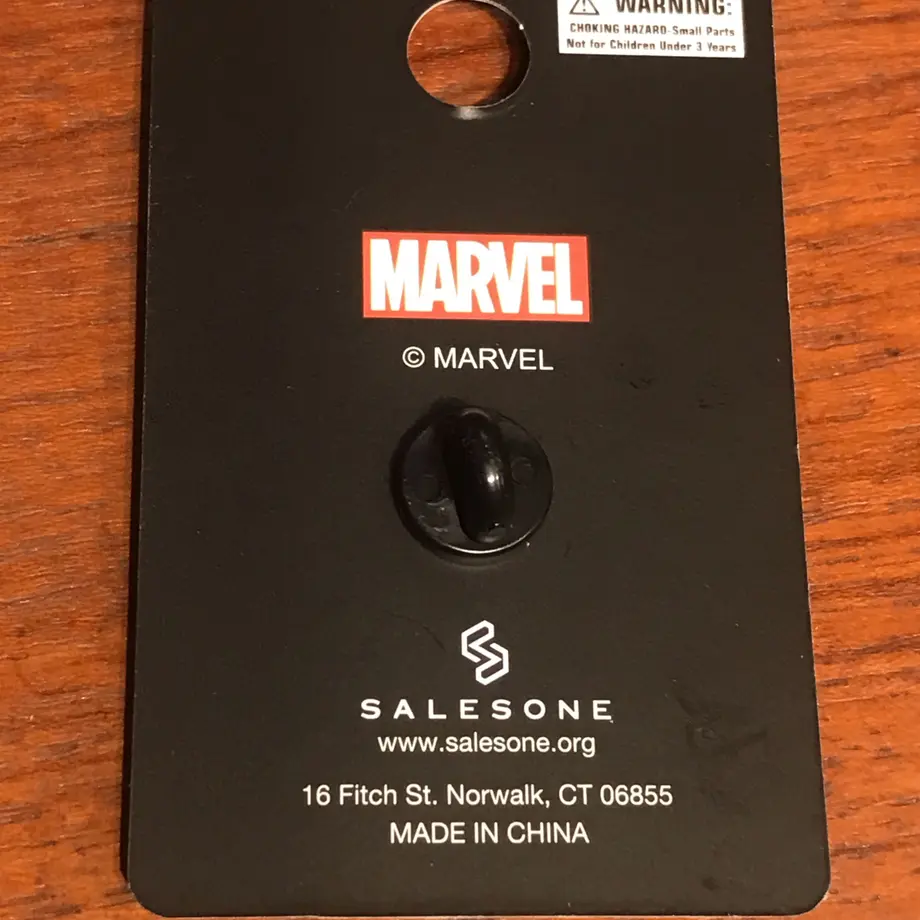 WARNING:
CHOKING HAZARD-Small Parts
Not for Children Under 3 Years
MARVEL
© MARVEL
SALESONE
www.salesone.org
16 Fitch St. Norwalk, CT 06855
MADE IN CHINA